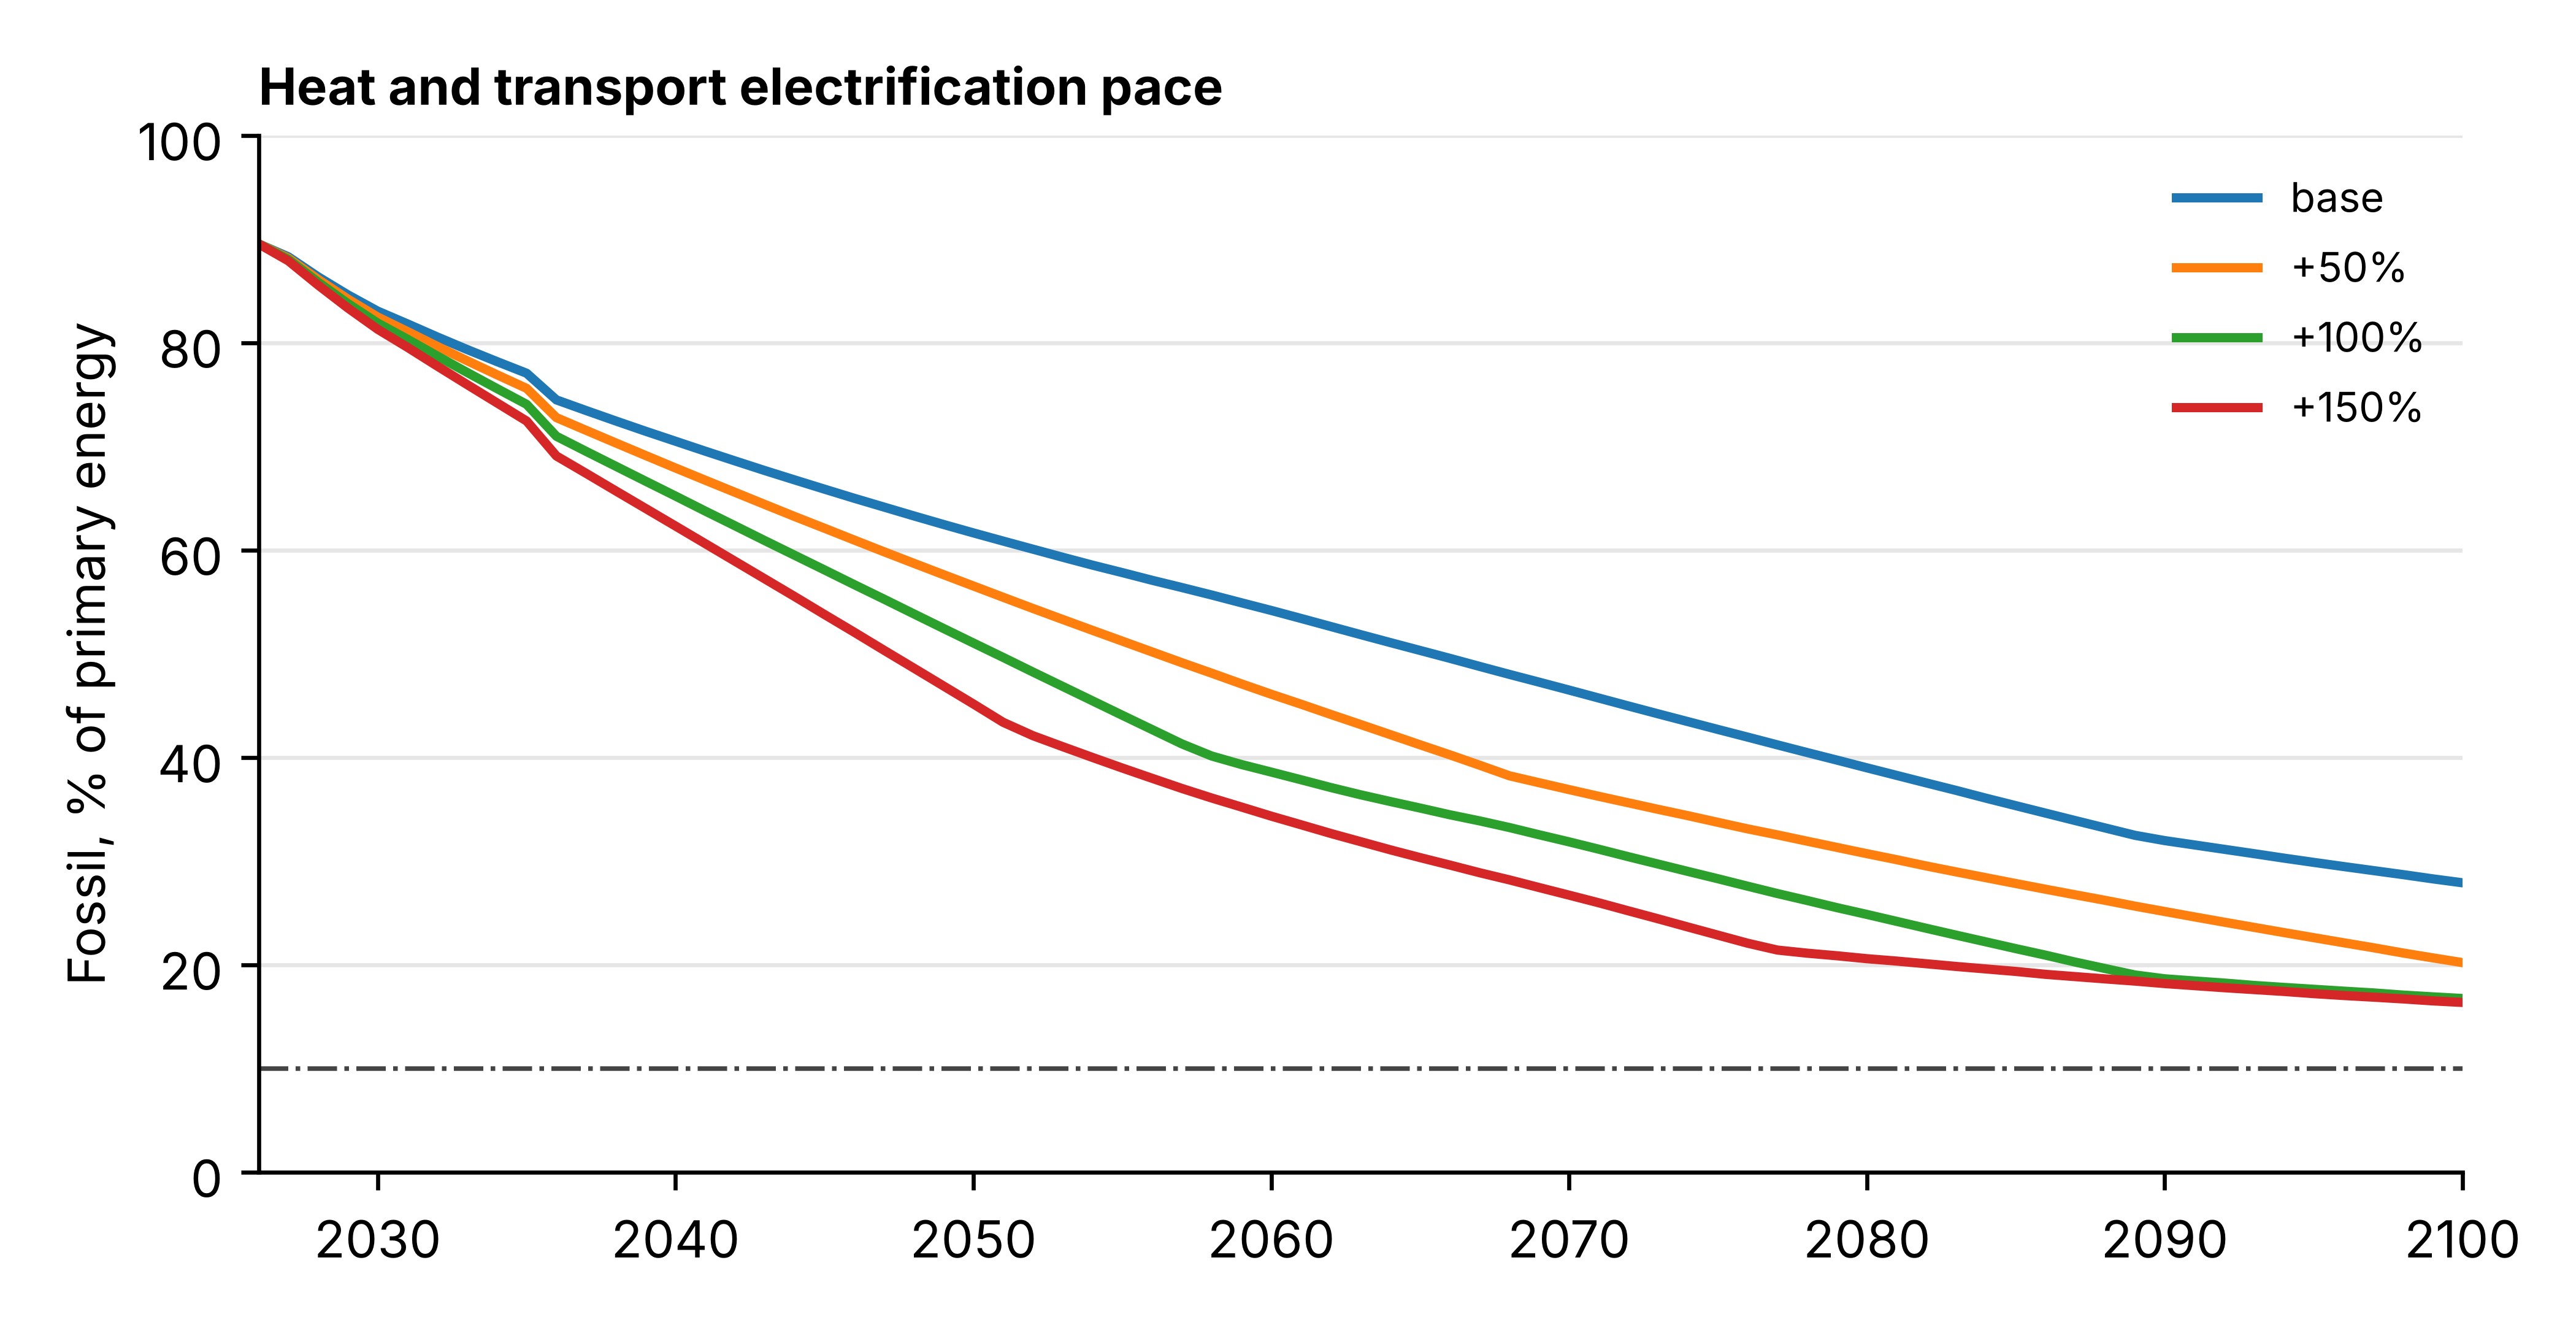 Heat and transport electrification pace
Fossil, % of primary energy
100
80
60
40
20
0
base
+50%
+100%
+150%
2030 2040 2050 2060 2070 2080 2090 2100